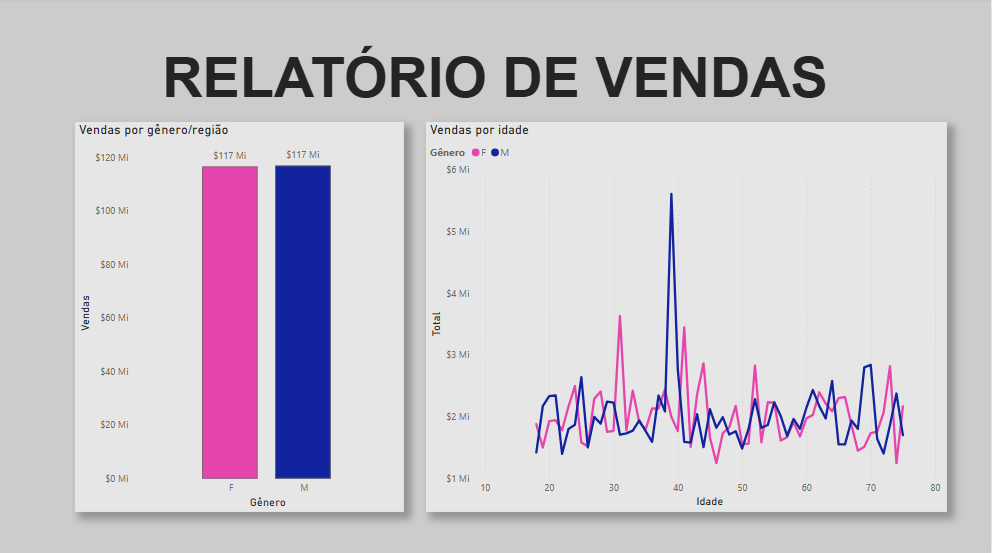 RELATÓRIO DE VENDAS
Vendas por gênero/região
$120 Mi
$100 Mi
$80 Mi
$60 Mi
$40 Mi
$20 Mi
$0 Mi
Vendas
$117 Mi $117 Mi
F M
Gênero
Vendas por idade
Gênero F M
$6 Mi
$5 Mi
$4 Mi
$3 Mi
$2 Mi
$1 Mi
Total
10 20 30 40 50 60 70 80
Idade